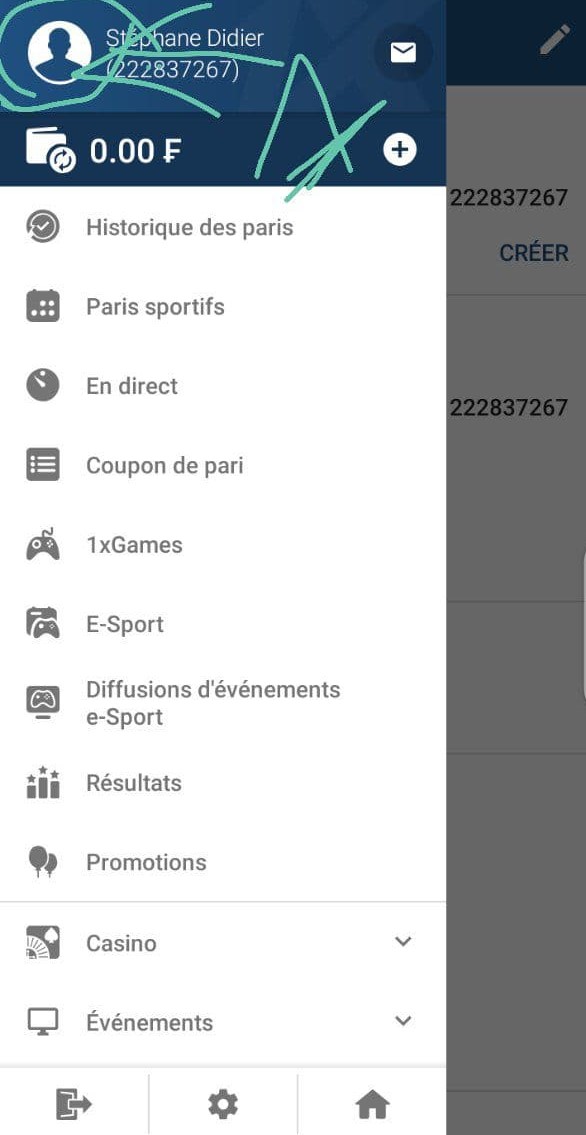 Stéphane Didier
(222837267)
0.00 ₣
Historique des paris
222837267
CRÉER
Paris sportifs
En direct
222837267
Coupon de pari
1xGames
E-Sport
Diffusions d'événements
e-Sport
Résultats
Promotions
Casino
Événements